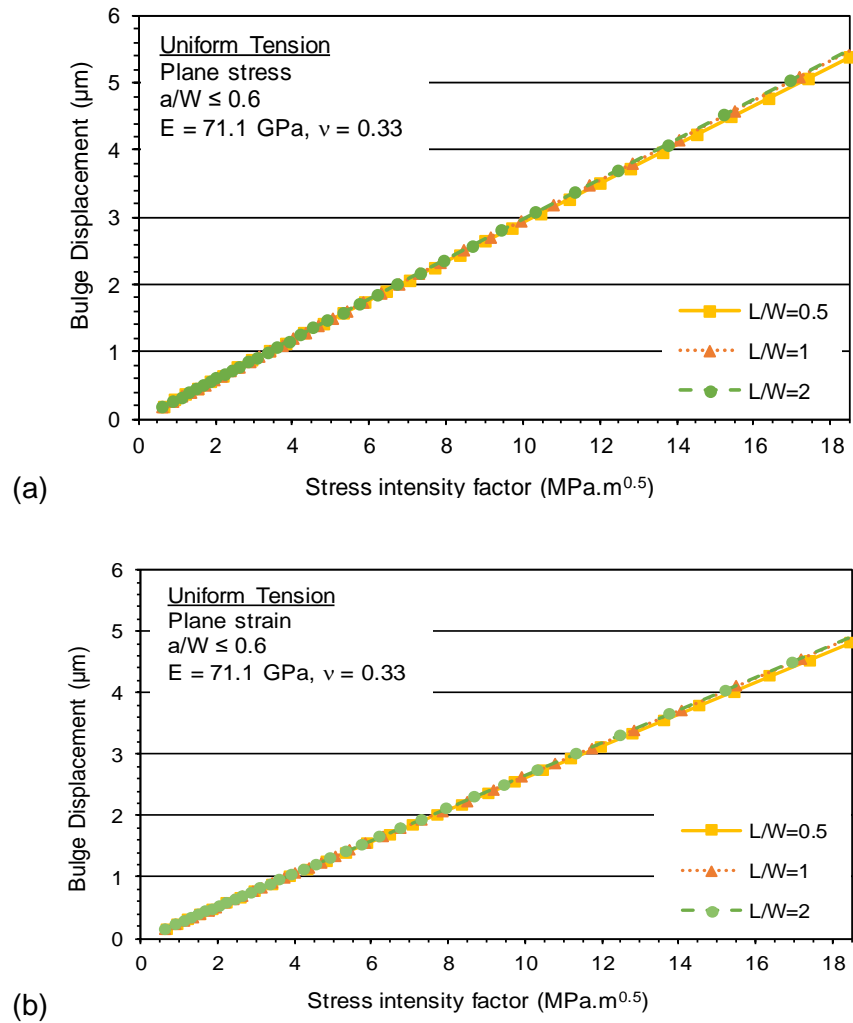 6
5
4
3
2
1
0
Bulge Displacement (µm)
Uniform Tension
Plane stress
a/W ≤ 0.6
E = 71.1 GPa, ν = 0.33
L/W=0.5
L/W=1
L/W=2
0 2 4 6 8 10 12 14 16 18
Stress intensity factor (MPa.m^0.5)
(a)
6
5
4
3
2
1
0
Bulge Displacement (µm)
Uniform Tension
Plane strain
a/W ≤ 0.6
E = 71.1 GPa, ν = 0.33
L/W=0.5
L/W=1
L/W=2
0 2 4 6 8 10 12 14 16 18
Stress intensity factor (MPa.m^0.5)
(b)